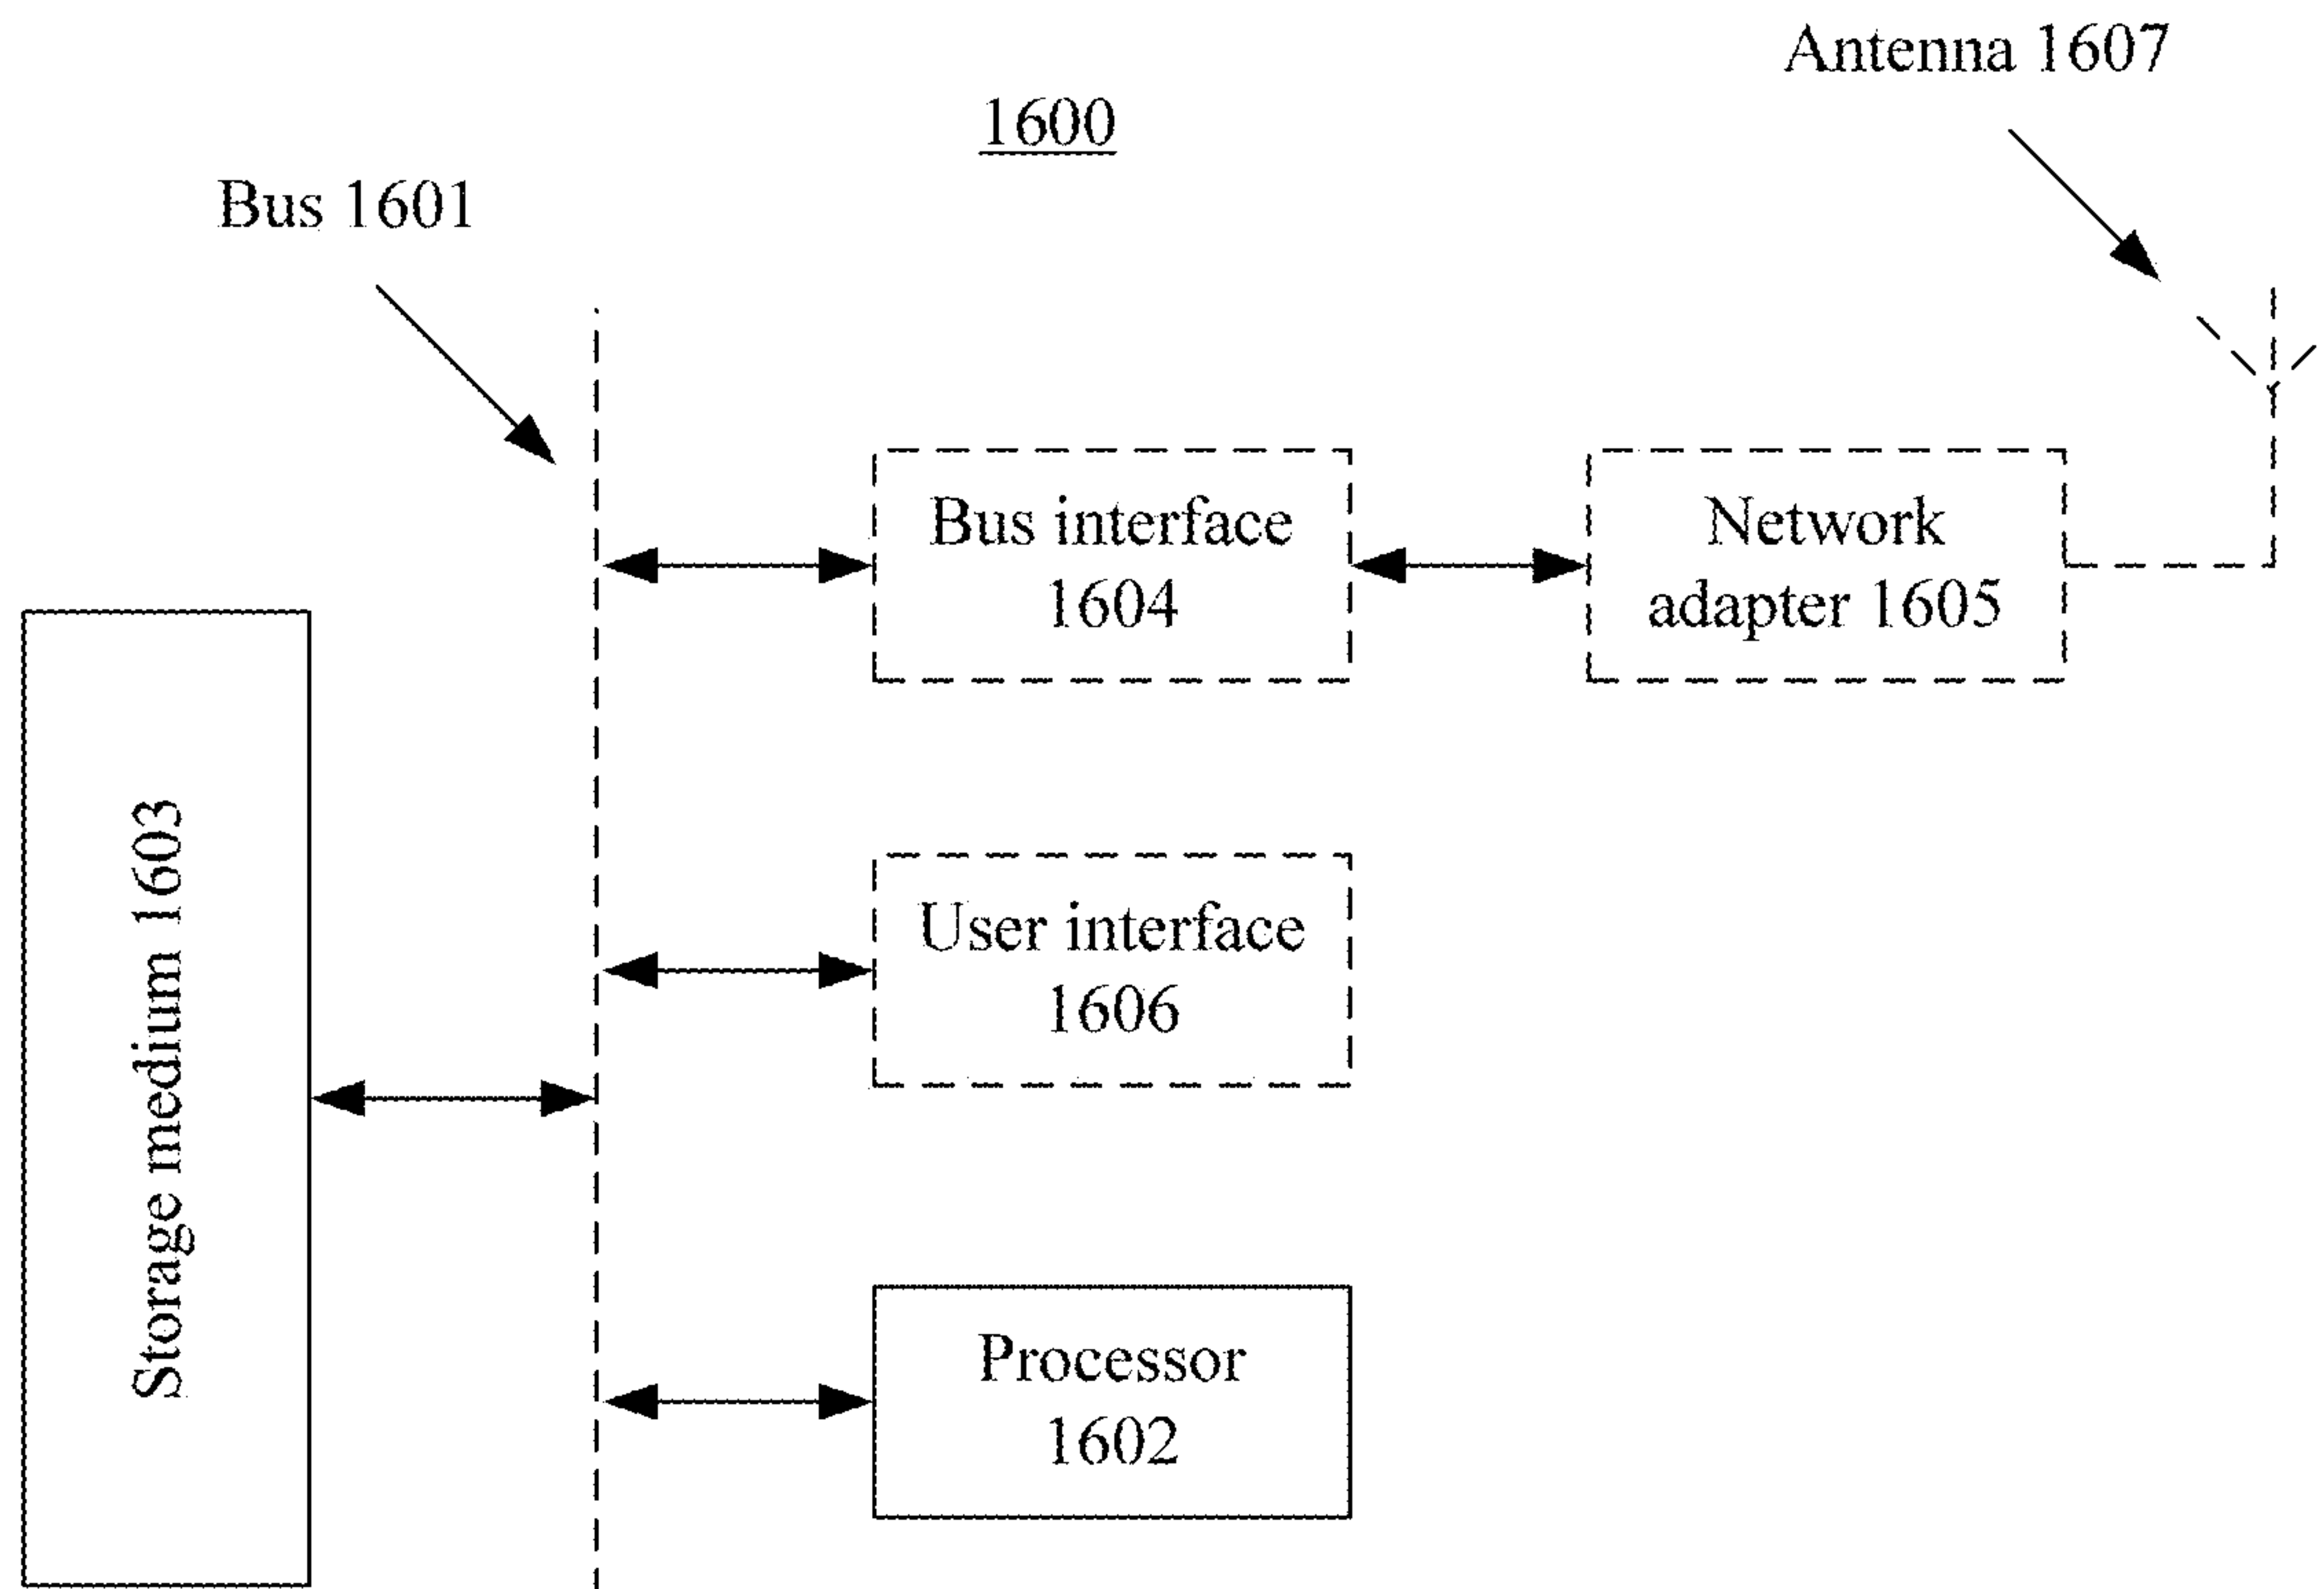 Antenna 1607
1600
Bus 1601
Bus interface
1604
Network
adapter 1605
Storage medium 1603
User interface
1606
Processor
1602